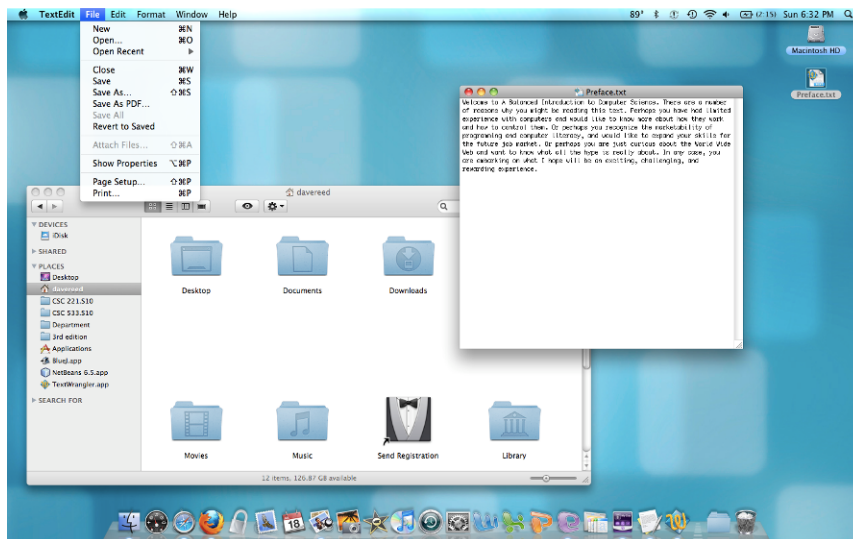 TextEdit File Edit Format Window Help 89° (2:15) Sun 6:32 PM
New ⌘N
Open... ⌘O
Open Recent ▶
Close ⌘W
Save ⌘S
Save As... ⇧⌘S
Save As PDF...
Save All
Revert to Saved
Attach Files... ⇧⌘A
Show Properties ⌥⌘P
Page Setup... ⇧⌘P
Print... ⌘P
Macintosh HD
Preface.txt
Preface.txt
Welcome to A Balanced Introduction to Computer Science. There are a number
of reasons why you might be reading this text. Perhaps you have had limited
experience with computers and would like to know more about how they work
and how to control them. Or perhaps you recognize the marketability of
programming and computer literacy, and would like to expand your skills for
the future job market. Or perhaps you are just curious about the World Wide
Web and want to know what all the hype is really about. In any case, you
are embarking on what I hope will be an exciting, challenging, and
rewarding experience.
davereed
DEVICES
iDisk
SHARED
PLACES
Desktop
davereed
CSC 221.S10
CSC 533.S10
Department
3rd edition
Applications
BlueJ.app
NetBeans 6.5.app
TextWrangler.app
SEARCH FOR
Desktop Documents Downloads
Movies Music Send Registration Library
12 items, 126.87 GB available
18